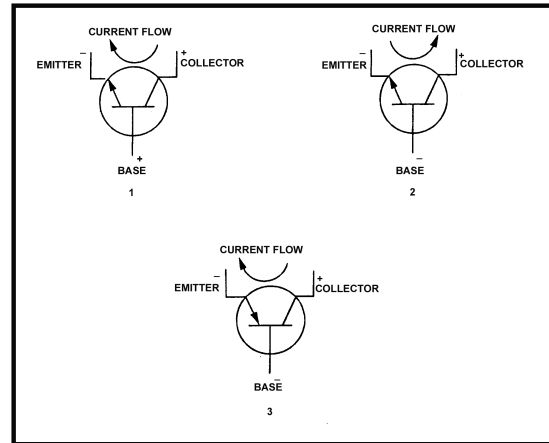 CURRENT FLOW
− +
EMITTER COLLECTOR
+
BASE
1
CURRENT FLOW
− +
EMITTER COLLECTOR
−
BASE
2
CURRENT FLOW
− +
EMITTER COLLECTOR
−
BASE
3